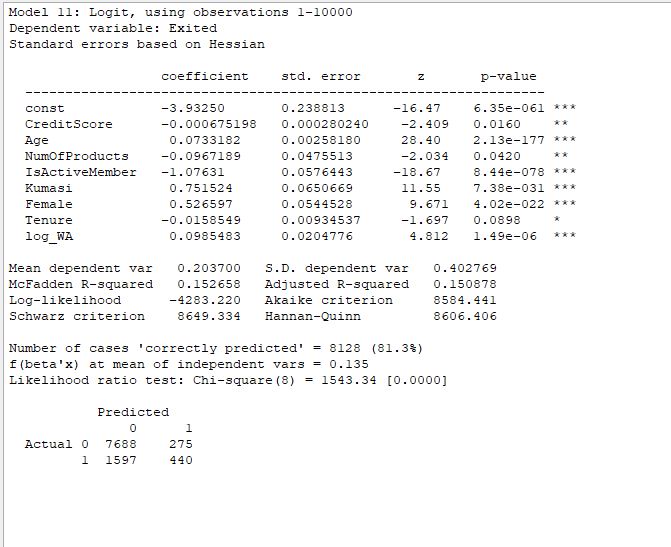 Model 11: Logit, using observations 1-10000
Dependent variable: Exited
Standard errors based on Hessian
coefficient std. error z p-value
---------------------------------------------------------------
const -3.93250 0.238813 -16.47 6.35e-061 ***
CreditScore -0.000675198 0.000280240 -2.409 0.0160 **
Age 0.0733182 0.00258180 28.40 2.13e-177 ***
NumOfProducts -0.0967189 0.0475513 -2.034 0.0420 **
IsActiveMember -1.07631 0.0576443 -18.67 8.44e-078 ***
Kumasi 0.751524 0.0650669 11.55 7.38e-031 ***
Female 0.526597 0.0544528 9.671 4.02e-022 ***
Tenure -0.0158549 0.00934537 -1.697 0.0898 *
log_WA 0.0985483 0.0204776 4.812 1.49e-06 ***
Mean dependent var 0.203700 S.D. dependent var 0.402769
McFadden R-squared 0.152658 Adjusted R-squared 0.150878
Log-likelihood -4283.220 Akaike criterion 8584.441
Schwarz criterion 8649.334 Hannan-Quinn 8606.406
Number of cases 'correctly predicted' = 8128 (81.3%)
f(beta'x) at mean of independent vars = 0.135
Likelihood ratio test: Chi-square(8) = 1543.34 [0.0000]
Predicted
0 1
Actual 0 7688 275
1 1597 440